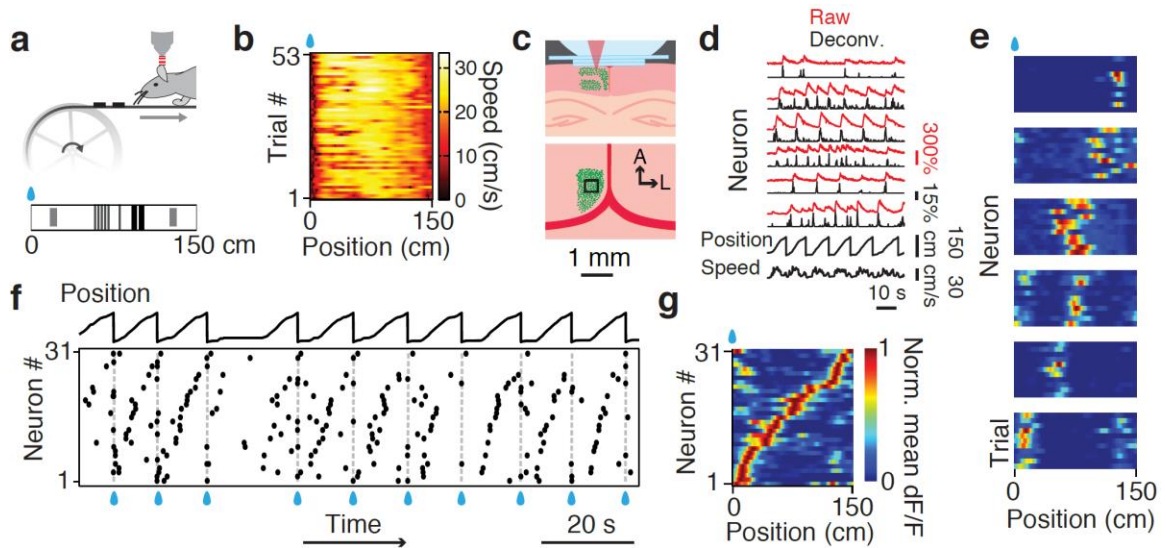 a
0
150 cm
b
53
Trial #
1
0
150
Position (cm)
30
20
10
0
Speed (cm/s)
c
A
L
1 mm
d
Raw
Deconv.
Neuron
300%
15%
Position
150 cm
Speed
30 cm/s
10 s
e
Neuron
Trial
0
150
Position (cm)
f
Position
31
Neuron #
1
Time
20 s
g
31
Neuron #
1
0
150
Position
(cm)
1
0
Norm. mean dF/F